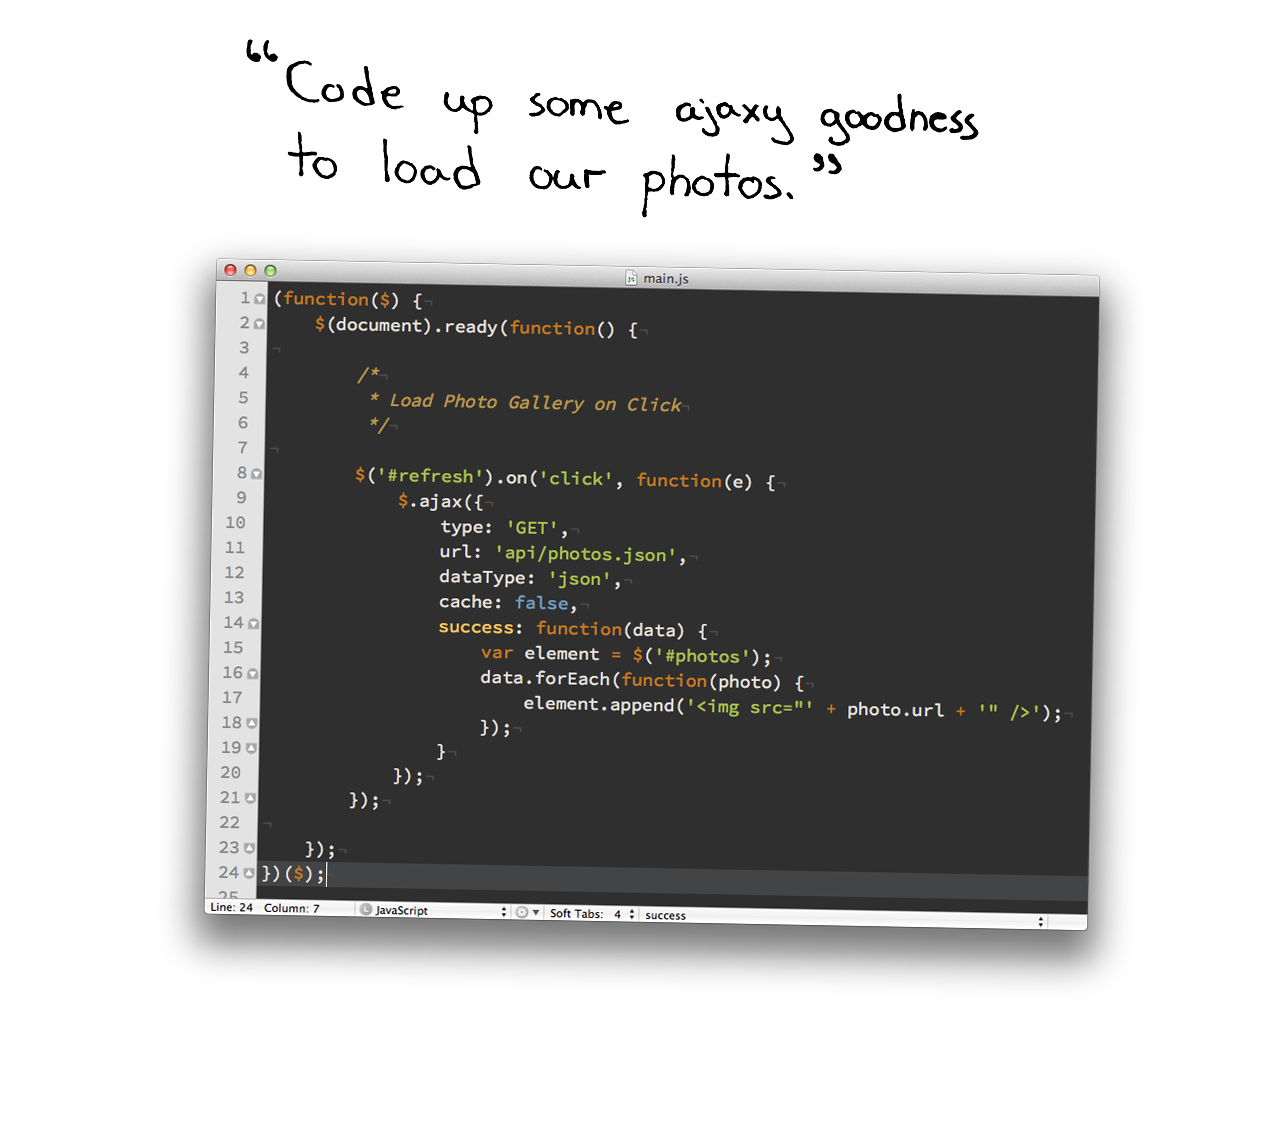 “Code up some ajaxy goodness
to load our photos.”
main.js
1 (function($) {¬
2     $(document).ready(function() {¬
3 ¬
4         /*¬
5          * Load Photo Gallery on Click¬
6          */¬
7 ¬
8         $('#refresh').on('click', function(e) {¬
9             $.ajax({¬
10                 type: 'GET',¬
11                 url: 'api/photos.json',¬
12                 dataType: 'json',¬
13                 cache: false,¬
14                 success: function(data) {¬
15                     var element = $('#photos');¬
16                     data.forEach(function(photo) {¬
17                         element.append('<img src="' + photo.url + '" />');¬
18                     });¬
19                 }¬
20             });¬
21         });¬
22 ¬
23     });¬
24 })($);¬
25
Line: 24 Column: 7 L JavaScript Soft Tabs: 4 success